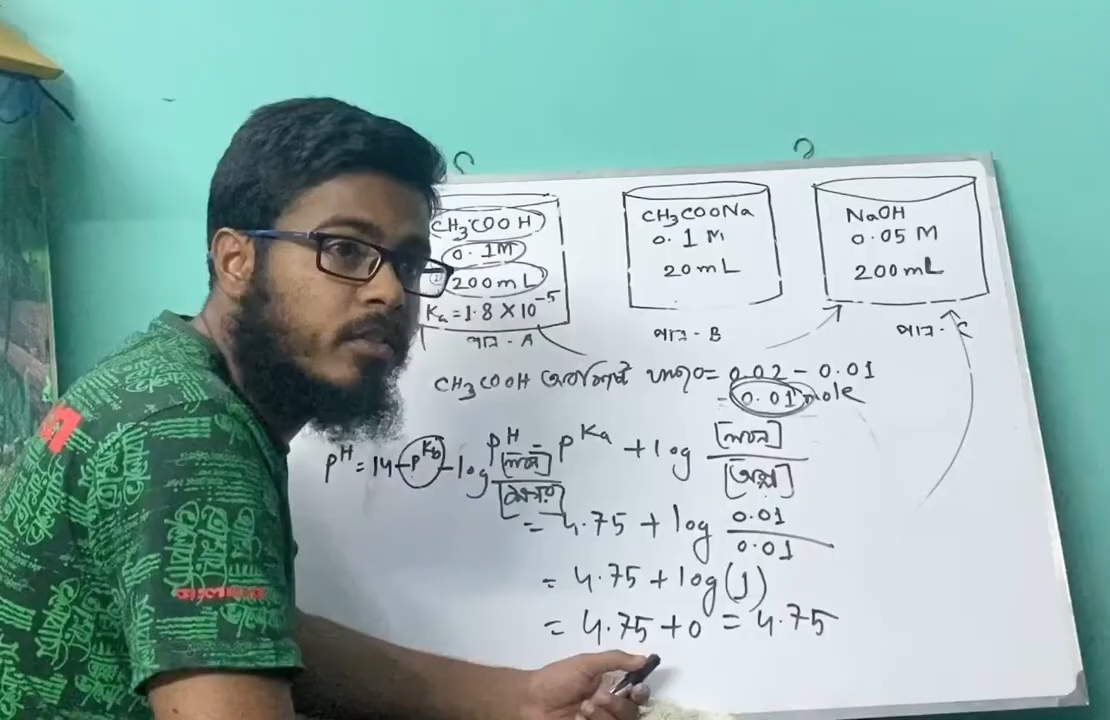 CH₃COOH
0.1M
200mL
Kₐ = 1.8 × 10⁻⁵
পাত্র - A
CH₃COONa
0.1 M
20mL
পাত্র - B
NaOH
0.05 M
200mL
পাত্র - C
CH₃COOH অবশিষ্ট থাকে = 0.02 - 0.01
= 0.01 mole
pH = 14 - pKb - log [লবণ]/[ক্ষার]
pH = pKa + log [লবণ]/[অম্ল]
= 4.75 + log 0.01/0.01
= 4.75 + log(1)
= 4.75 + 0 = 4.75